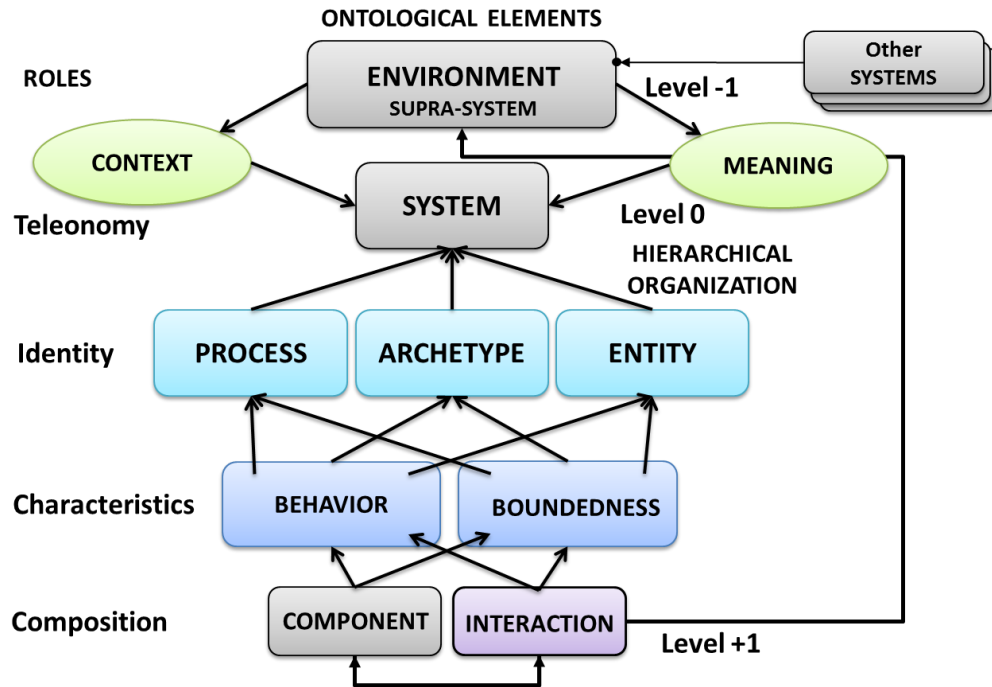 ONTOLOGICAL ELEMENTS
Other
SYSTEMS
ROLES
ENVIRONMENT
SUPRA-SYSTEM
Level -1
CONTEXT
MEANING
SYSTEM
Teleonomy
Level 0
HIERARCHICAL
ORGANIZATION
Identity
PROCESS
ARCHETYPE
ENTITY
Characteristics
BEHAVIOR
BOUNDEDNESS
Composition
COMPONENT
INTERACTION
Level +1